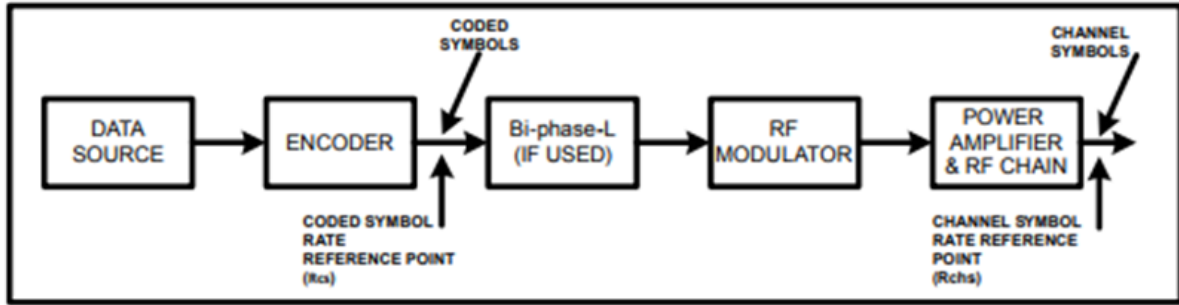 CODED
SYMBOLS
CHANNEL
SYMBOLS
DATA
SOURCE
ENCODER
Bi-phase-L
(IF USED)
RF
MODULATOR
POWER
AMPLIFIER
& RF CHAIN
CODED SYMBOL
RATE
REFERENCE POINT
(Rcs)
CHANNEL SYMBOL
RATE REFERENCE
POINT
(Rchs)